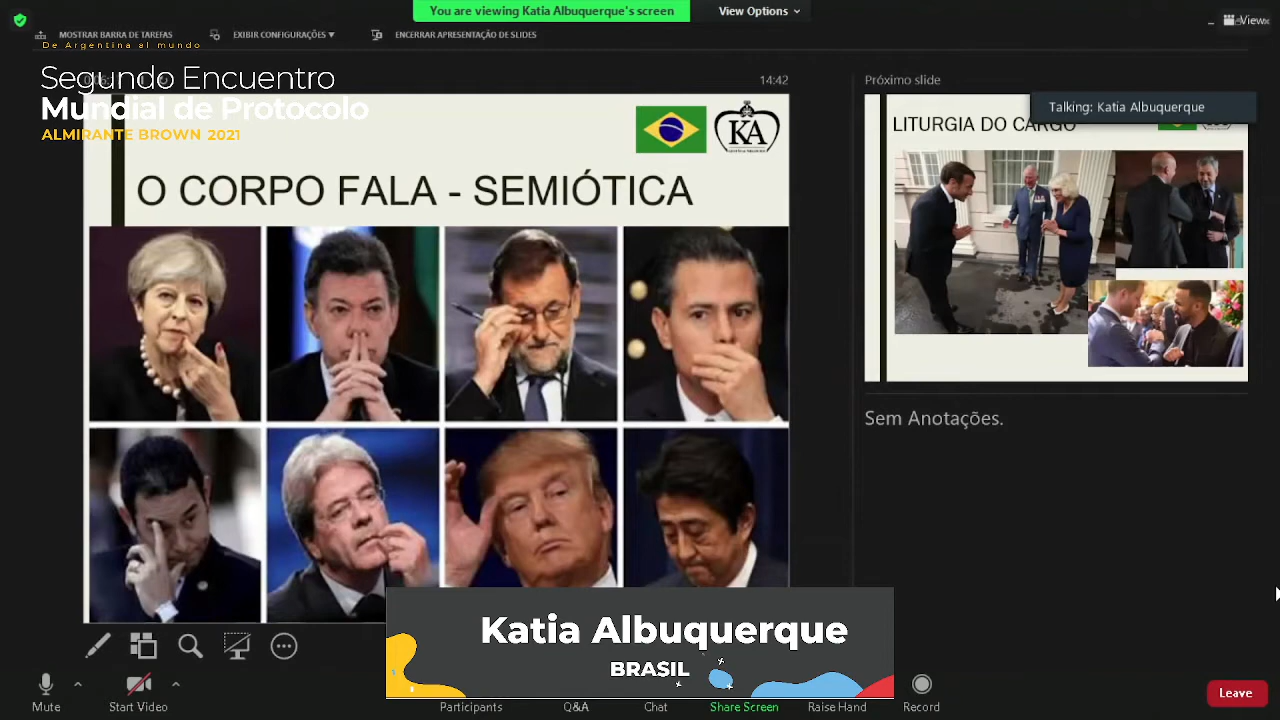 You are viewing Katia Albuquerque's screen
View Options
View
MOSTRAR BARRA DE TAREFAS
EXIBIR CONFIGURAÇÕES
ENCERRAR APRESENTAÇÃO DE SLIDES
De Argentina al mundo
Segundo Encuentro
Mundial de Protocolo
ALMIRANTE BROWN 2021
14:42
Próximo slide
Talking: Katia Albuquerque
KA
O CORPO FALA - SEMIÓTICA
LITURGIA DO CARGO
Sem Anotações.
Katia Albuquerque
BRASIL
Mute
Start Video
Participants
Q&A
Chat
Share Screen
Raise Hand
Record
Leave